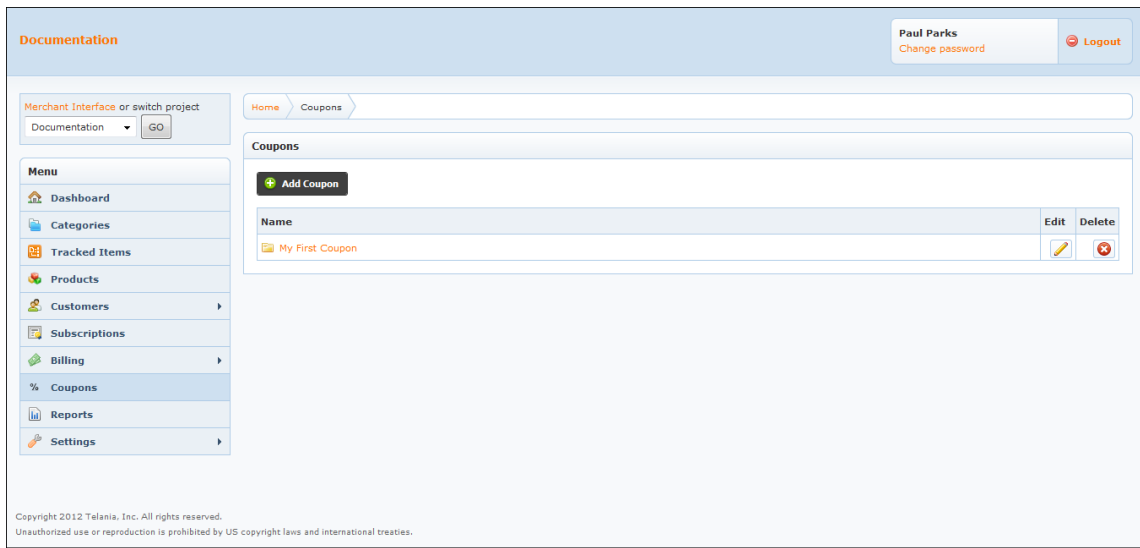 Documentation
Paul Parks
Change password
Logout
Merchant Interface or switch project
Documentation GO
Home Coupons
Menu
Dashboard
Categories
Tracked Items
Products
Customers
Subscriptions
Billing
% Coupons
Reports
Settings
Coupons
Add Coupon
Name Edit Delete
My First Coupon
Copyright 2012 Telania, Inc. All rights reserved.
Unauthorized use or reproduction is prohibited by US copyright laws and international treaties.